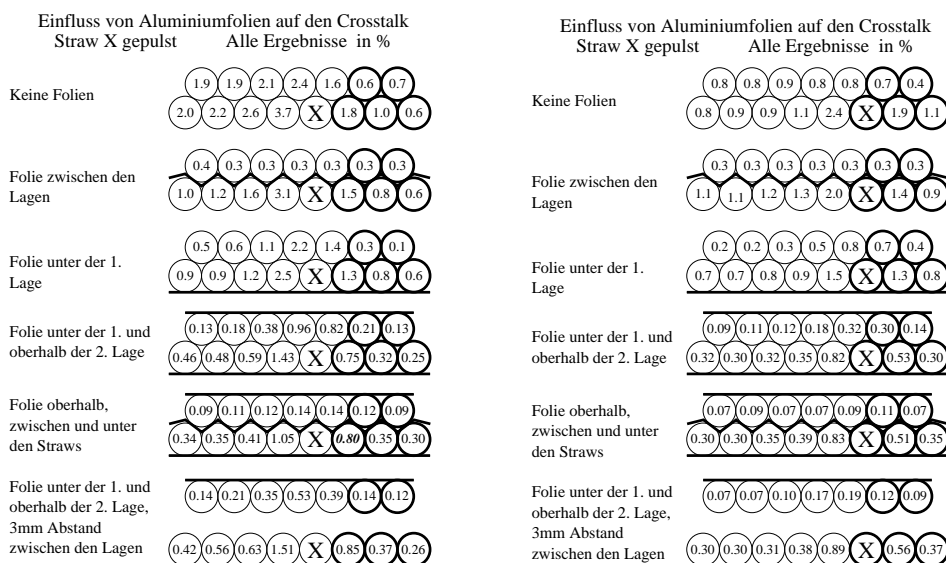 Einfluss von Aluminiumfolien auf den Crosstalk
Straw X gepulst Alle Ergebnisse in %
Keine Folien
1.9 1.9 2.1 2.4 1.6 0.6 0.7
2.0 2.2 2.6 3.7 X 1.8 1.0 0.6
Folie zwischen den
Lagen
0.4 0.3 0.3 0.3 0.3 0.3 0.3
1.0 1.2 1.6 3.1 X 1.5 0.8 0.6
Folie unter der 1.
Lage
0.5 0.6 1.1 2.2 1.4 0.3 0.1
0.9 0.9 1.2 2.5 X 1.3 0.8 0.6
Folie unter der 1. und
oberhalb der 2. Lage
0.13 0.18 0.38 0.96 0.82 0.21 0.13
0.46 0.48 0.59 1.43 X 0.75 0.32 0.25
Folie oberhalb,
zwischen und unter
den Straws
0.09 0.11 0.12 0.14 0.14 0.12 0.09
0.34 0.35 0.41 1.05 X 0.80 0.35 0.30
Folie unter der 1. und
oberhalb der 2. Lage,
3mm Abstand
zwischen den Lagen
0.14 0.21 0.35 0.53 0.39 0.14 0.12
0.42 0.56 0.63 1.51 X 0.85 0.37 0.26
Einfluss von Aluminiumfolien auf den Crosstalk
Straw X gepulst Alle Ergebnisse in %
Keine Folien
0.8 0.8 0.9 0.8 0.8 0.7 0.4
0.8 0.9 0.9 1.1 2.4 X 1.9 1.1
Folie zwischen den
Lagen
0.3 0.3 0.3 0.3 0.3 0.3 0.3
1.1 1.1 1.2 1.3 2.0 X 1.4 0.9
Folie unter der 1.
Lage
0.2 0.2 0.3 0.5 0.8 0.7 0.4
0.7 0.7 0.8 0.9 1.5 X 1.3 0.8
Folie unter der 1. und
oberhalb der 2. Lage
0.09 0.11 0.12 0.18 0.32 0.30 0.14
0.32 0.30 0.32 0.35 0.82 X 0.53 0.30
Folie oberhalb,
zwischen und unter
den Straws
0.07 0.09 0.07 0.07 0.09 0.11 0.07
0.30 0.30 0.35 0.39 0.83 X 0.51 0.35
Folie unter der 1. und
oberhalb der 2. Lage,
3mm Abstand
zwischen den Lagen
0.07 0.07 0.10 0.17 0.19 0.12 0.09
0.30 0.30 0.31 0.38 0.89 X 0.56 0.37